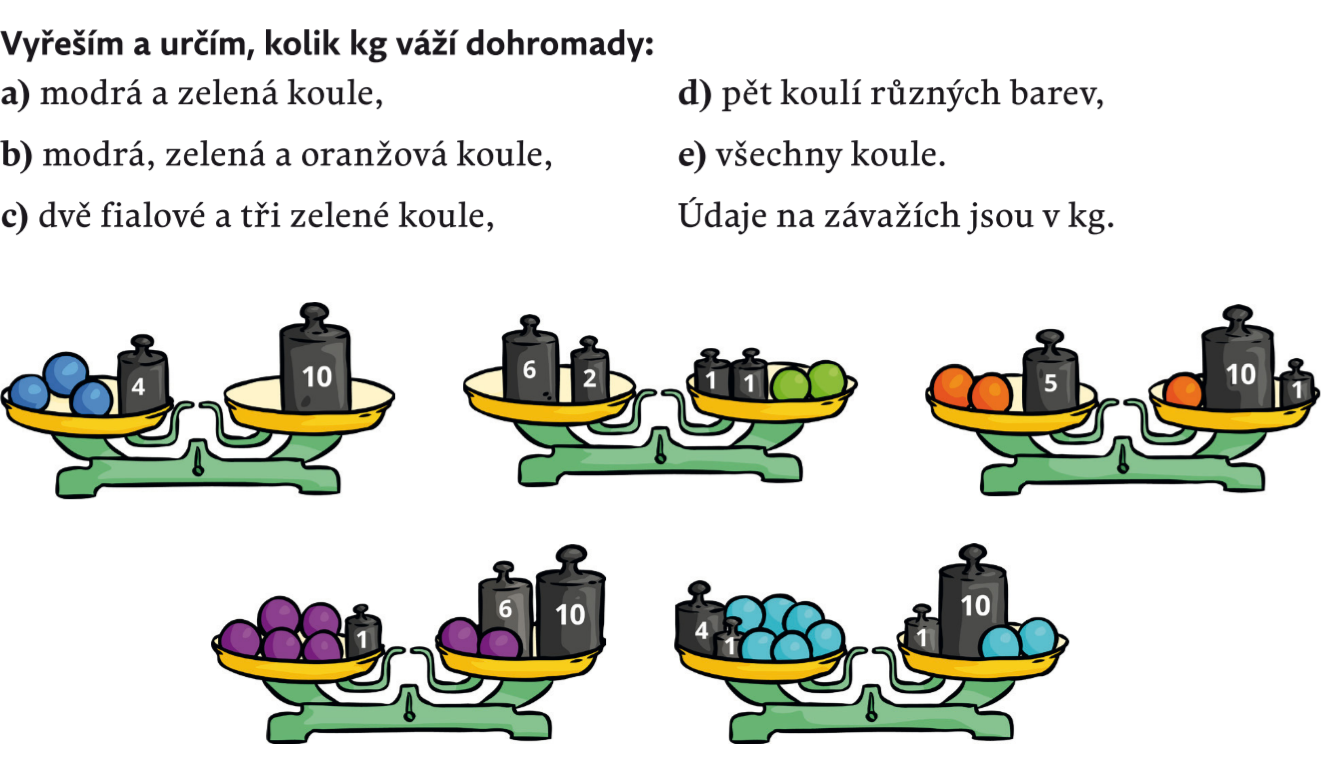 Vyřeším a určím, kolik kg váží dohromady:
a) modrá a zelená koule,
b) modrá, zelená a oranžová koule,
c) dvě fialové a tři zelené koule,
d) pět koulí různých barev,
e) všechny koule.
Údaje na závažích jsou v kg.
4 10
6 2 1 1
5 10 1
1 6 10
4 1 1 10